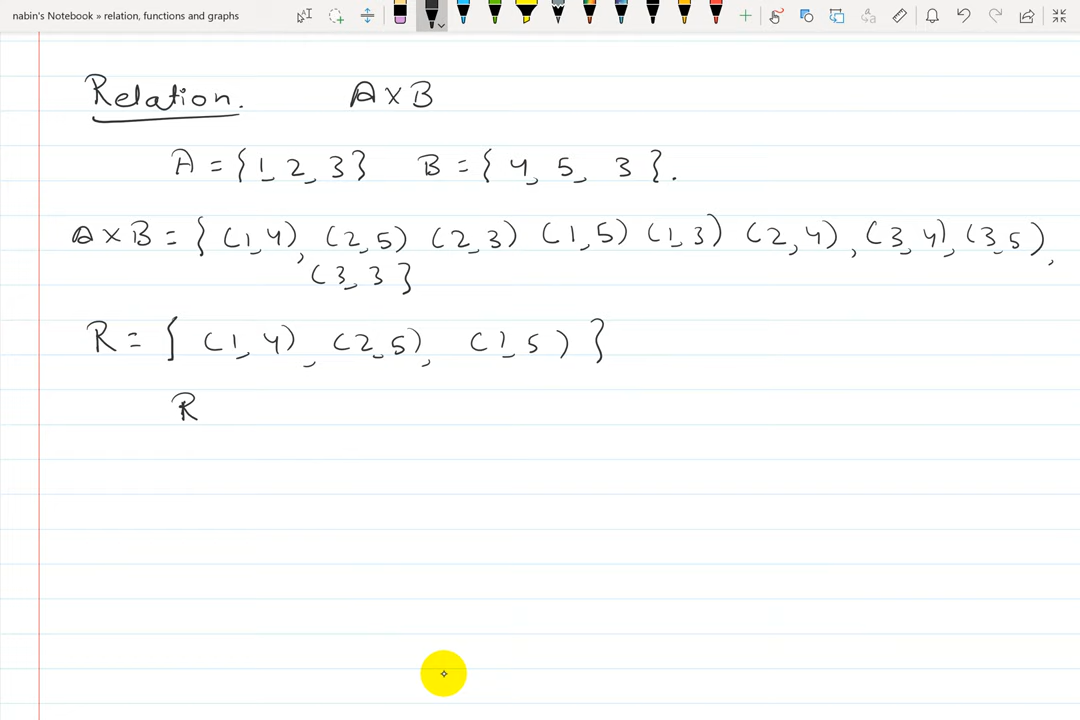 nabin's Notebook » relation, functions and graphs
Relation. A×B
A = {1, 2, 3} B = {4, 5, 3}.
A×B = { (1,4), (2,5) (2,3) (1,5) (1,3) (2,4), (3,4), (3,5),
(3,3}
R = { (1,4), (2,5), (1,5) }
R